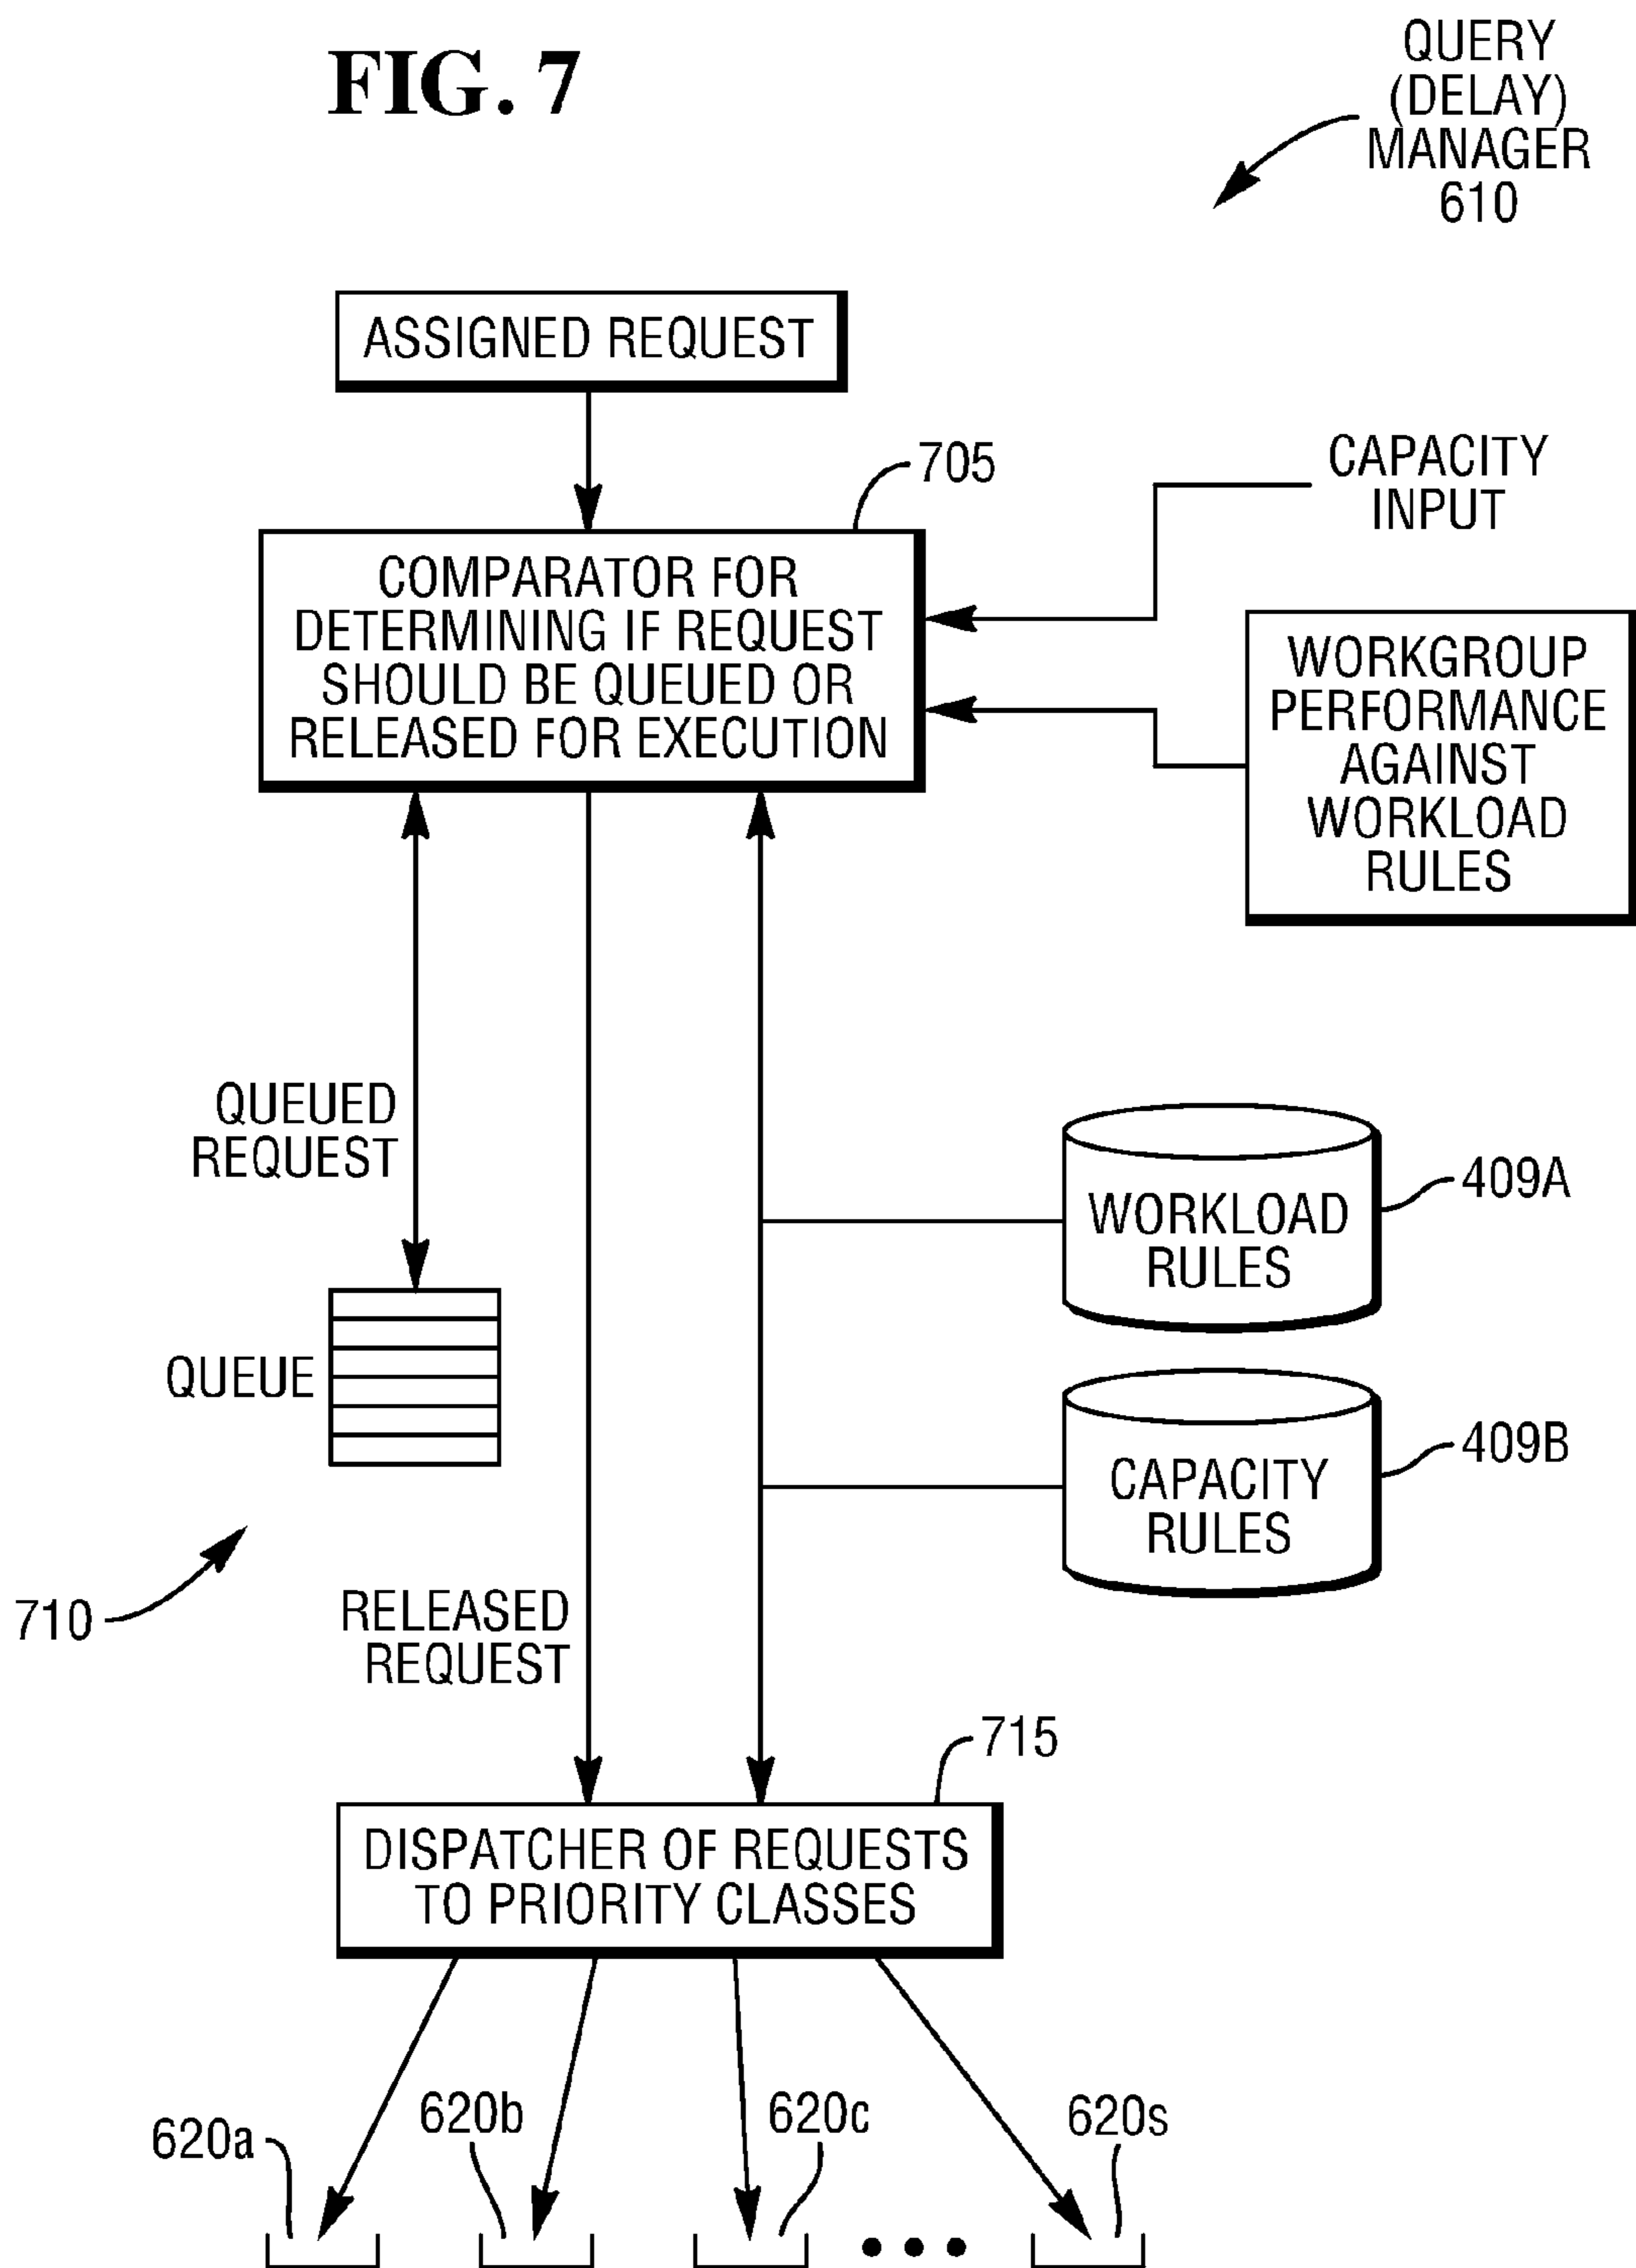 FIG. 7
QUERY
(DELAY)
MANAGER
610
ASSIGNED REQUEST
705
CAPACITY
INPUT
COMPARATOR FOR
DETERMINING IF REQUEST
SHOULD BE QUEUED OR
RELEASED FOR EXECUTION
WORKGROUP
PERFORMANCE
AGAINST
WORKLOAD
RULES
QUEUED
REQUEST
409A
WORKLOAD
RULES
QUEUE
409B
CAPACITY
RULES
710
RELEASED
REQUEST
715
DISPATCHER OF REQUESTS
TO PRIORITY CLASSES
620a
620b
620c
620s